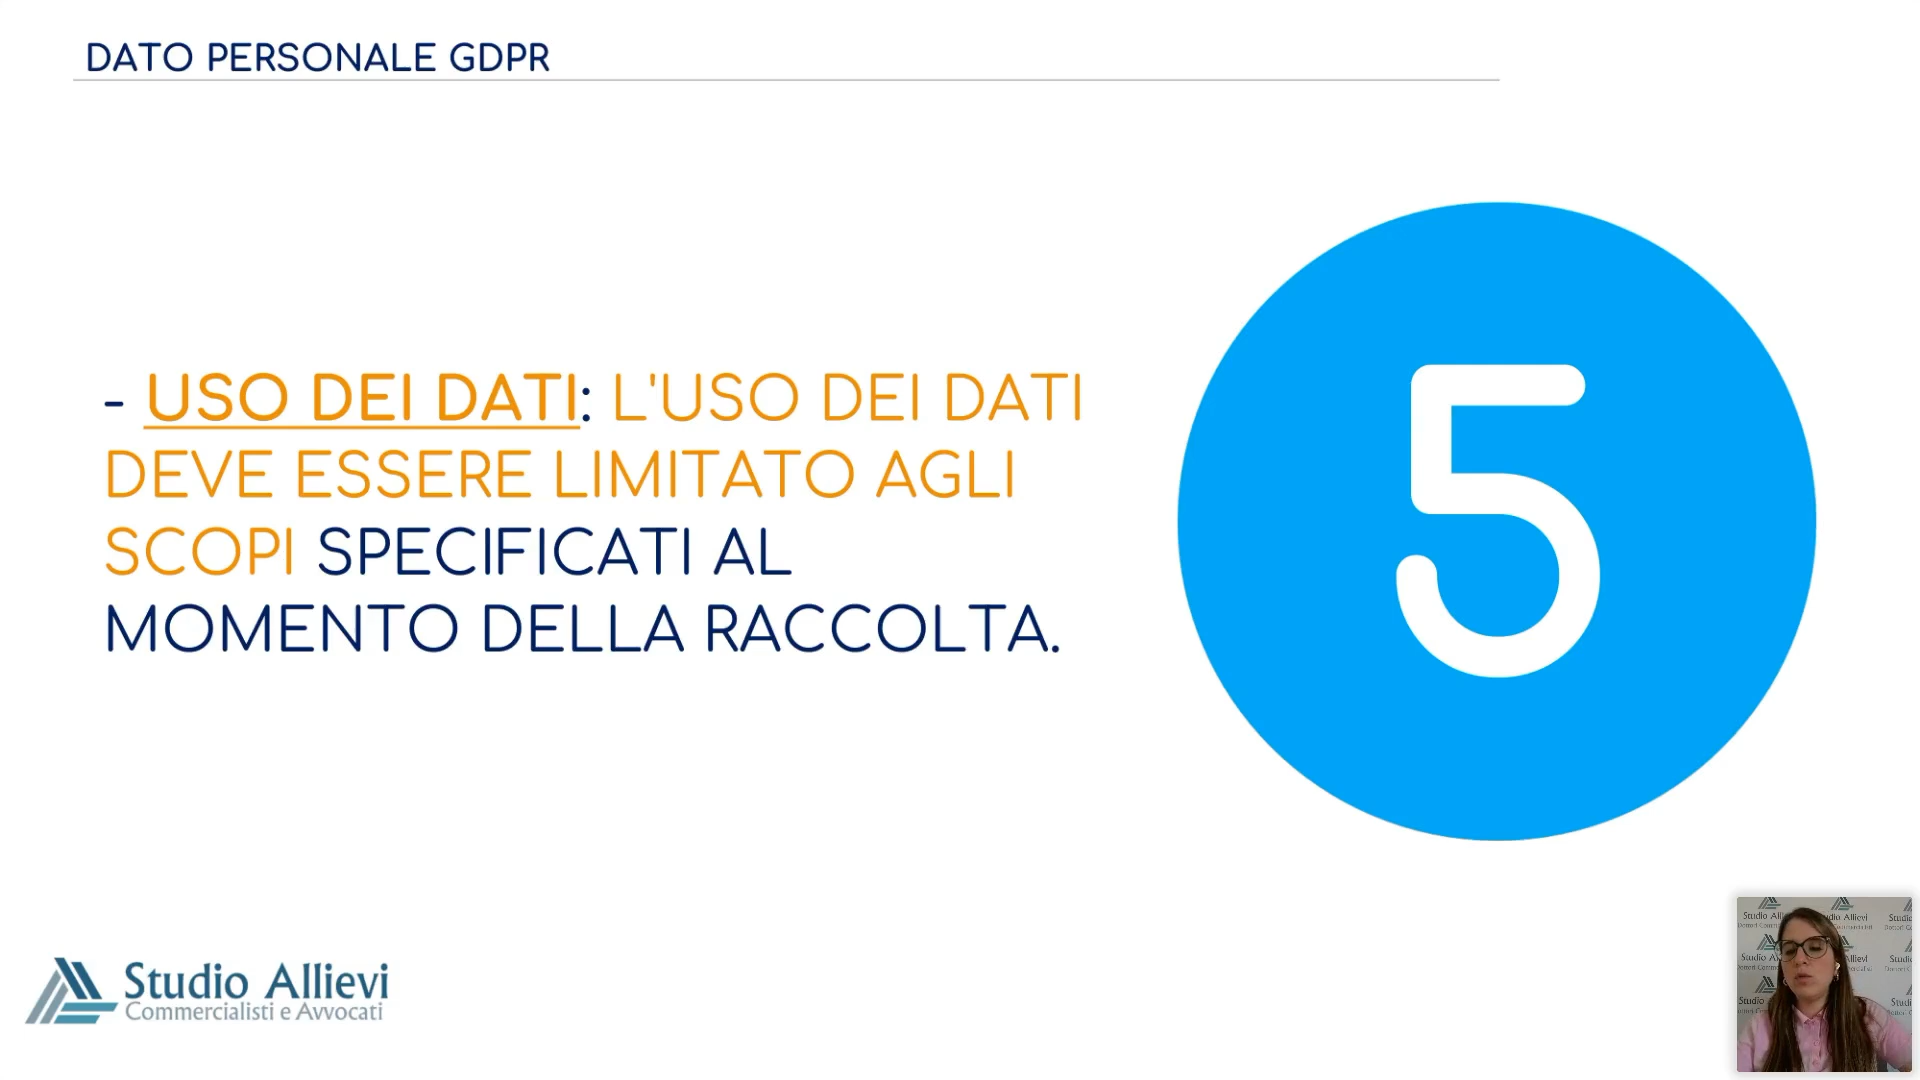 DATO PERSONALE GDPR
- USO DEI DATI: L'USO DEI DATI
DEVE ESSERE LIMITATO AGLI
SCOPI SPECIFICATI AL
MOMENTO DELLA RACCOLTA.
5
Studio Allievi
Commercialisti e Avvocati